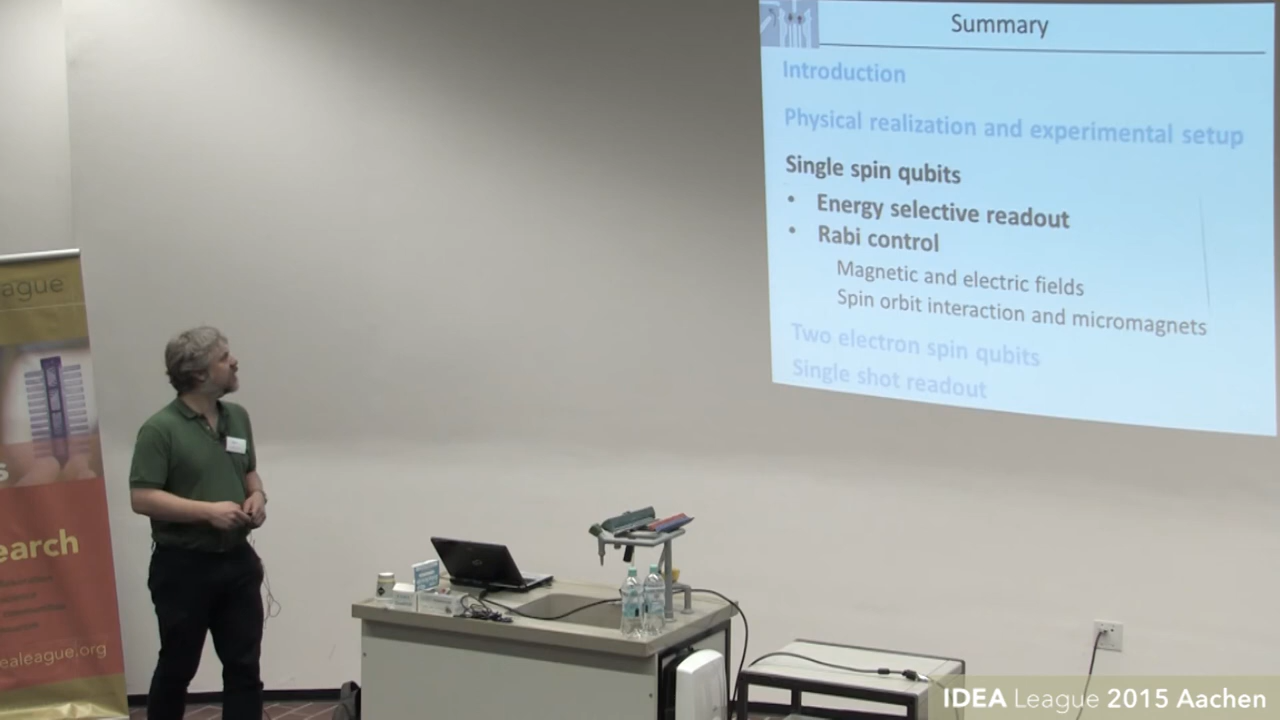 Summary
Introduction
Physical realization and experimental setup
Single spin qubits
• Energy selective readout
• Rabi control
Magnetic and electric fields
Spin orbit interaction and micromagnets
Two electron spin qubits
Single shot readout
ague
s
earch
ealeague.org
IDEA League 2015 Aachen